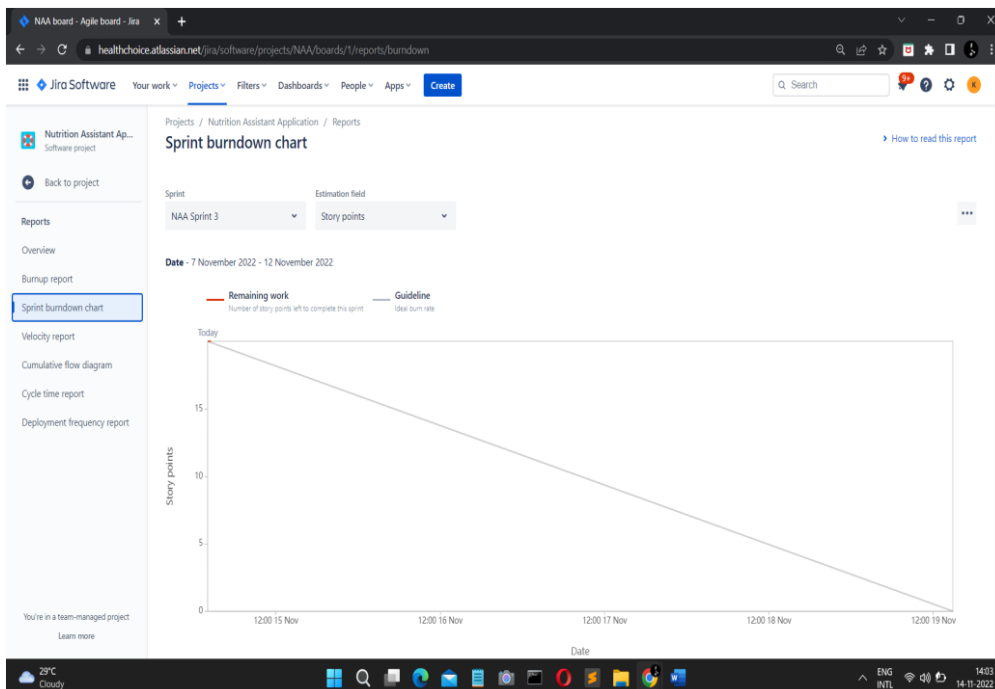 NAA board - Agile board - Jira
healthchoice.atlassian.net/jira/software/projects/NAA/boards/1/reports/burndown
Jira Software Your work Projects Filters Dashboards People Apps Create Search 9+ K
Nutrition Assistant Ap...
Software project
Back to project
Reports
Overview
Burnup report
Sprint burndown chart
Velocity report
Cumulative flow diagram
Cycle time report
Deployment frequency report
You're in a team-managed project
Learn more
Projects / Nutrition Assistant Application / Reports
Sprint burndown chart
How to read this report
Sprint Estimation field
NAA Sprint 3 Story points
Date - 7 November 2022 - 12 November 2022
Remaining work Guideline
Number of story points left to complete this sprint Ideal burn rate
Today
15
10
5
0
Story points
12:00 15 Nov 12:00 16 Nov 12:00 17 Nov 12:00 18 Nov 12:00 19 Nov
Date
29°C
Cloudy
ENG
INTL
14:03
14-11-2022